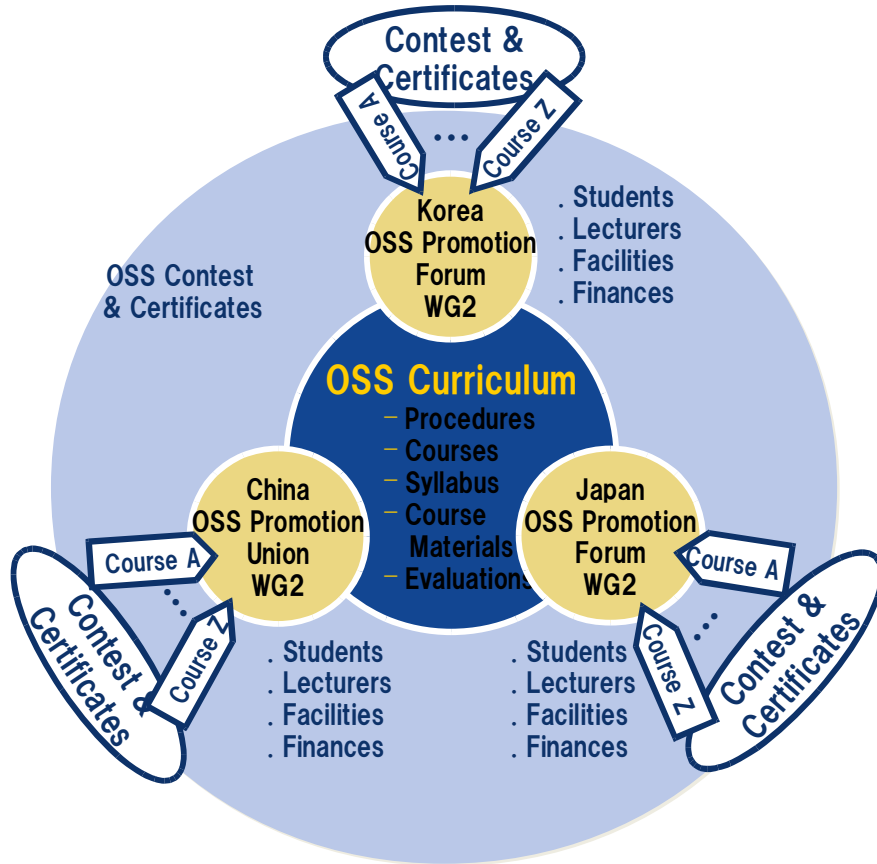 Contest &
Certificates
Course A
...
Course Z
Korea
OSS Promotion
Forum
WG2
. Students
. Lecturers
. Facilities
. Finances
OSS Contest
& Certificates
OSS Curriculum
– Procedures
– Courses
– Syllabus
– Course
Materials
– Evaluations
China
OSS Promotion
Union
WG2
Japan
OSS Promotion
Forum
WG2
Course A
....
Course Z
Contest &
Certificates
Course A
...
Course Z
Contest &
Certificates
. Students
. Lecturers
. Facilities
. Finances
. Students
. Lecturers
. Facilities
. Finances